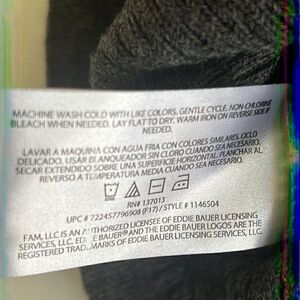 MACHINE WASH COLD WITH LIKE COLORS, GENTLE CYCLE, NON-CHLORINE
BLEACH WHEN NEEDED. LAY FLAT TO DRY. WARM IRON ON REVERSE SIDE IF
NEEDED.
LAVAR A MAQUINA CON AGUA FRIA CON COLORES SIMILARES. CICLO
DELICADO, USAR BLANQUEADOR SIN CLORO CUANDO SEA NECESARIO.
SECAR EXTENDIDO SOBRE UNA SUPERFICIE HORIZONTAL. PLANCHAR AL
REVERSO A TEMPERATURA MEDIA CUANDO SEA NECESARIO.
RN# 137013
UPC # 722457796908 (F17) / STYLE # 1146504
FAM, LLC IS AN AUTHORIZED LICENSEE OF EDDIE BAUER LICENSING
SERVICES, LLC. EDDIE BAUER® AND THE EDDIE BAUER LOGOS ARE THE
REGISTERED TRADEMARKS OF EDDIE BAUER LICENSING SERVICES, LLC.